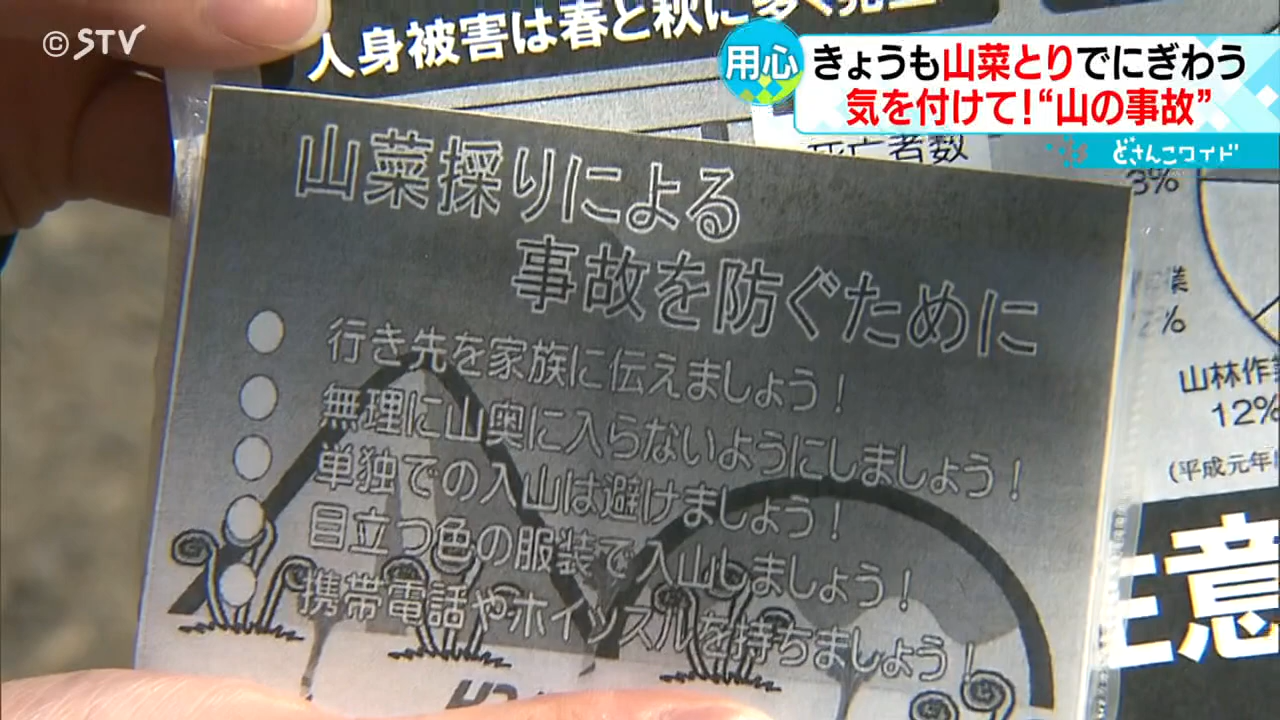 © STV
人身被害は春と秋に多く
用心
きょうも山菜とりでにぎわう
気を付けて!“山の事故”
どさんこワイド
死亡者数
3%
山菜採りによる
事故を防ぐために
行き先を家族に伝えましょう!
無理に山奥に入らないようにしましょう!
単独での入山は避けましょう!
目立つ色の服装で入山しましょう!
携帯電話やホイッスルを持ちましょう!
%
山林作業
12%
(平成元年
注意